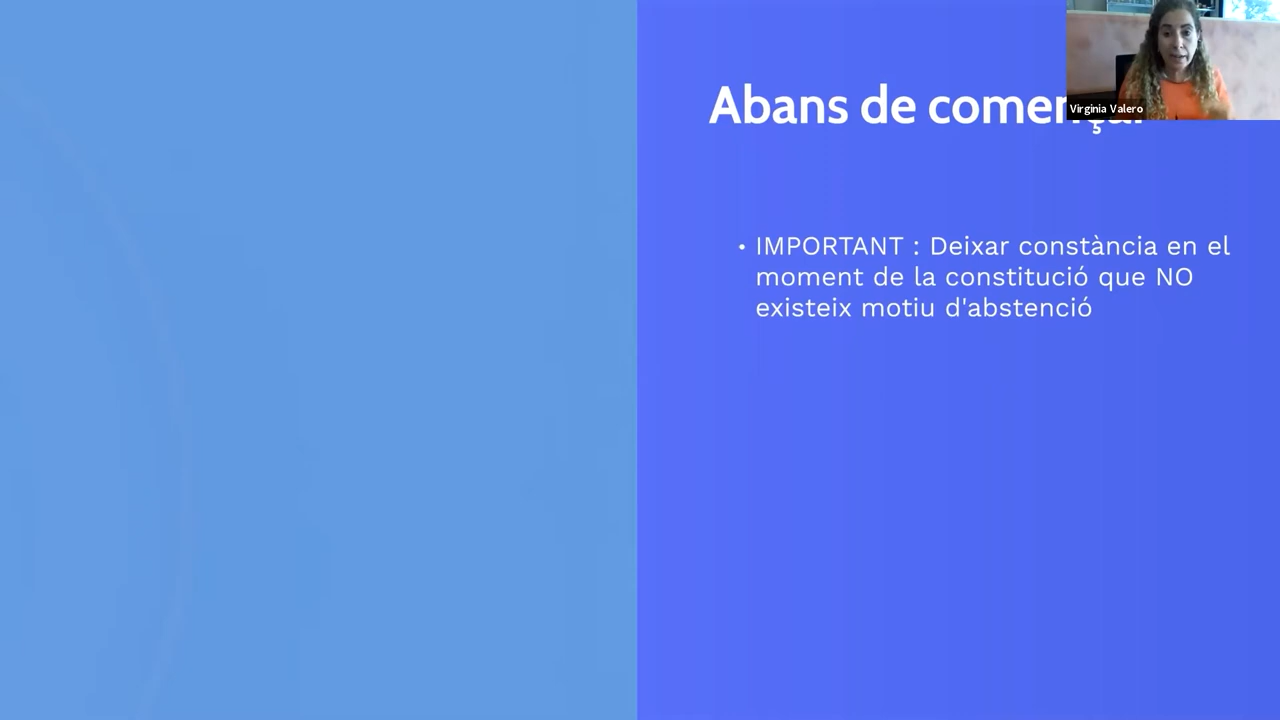 Abans de començar
Virginia Valero
• IMPORTANT : Deixar constància en el
moment de la constitució que NO
existeix motiu d'abstenció